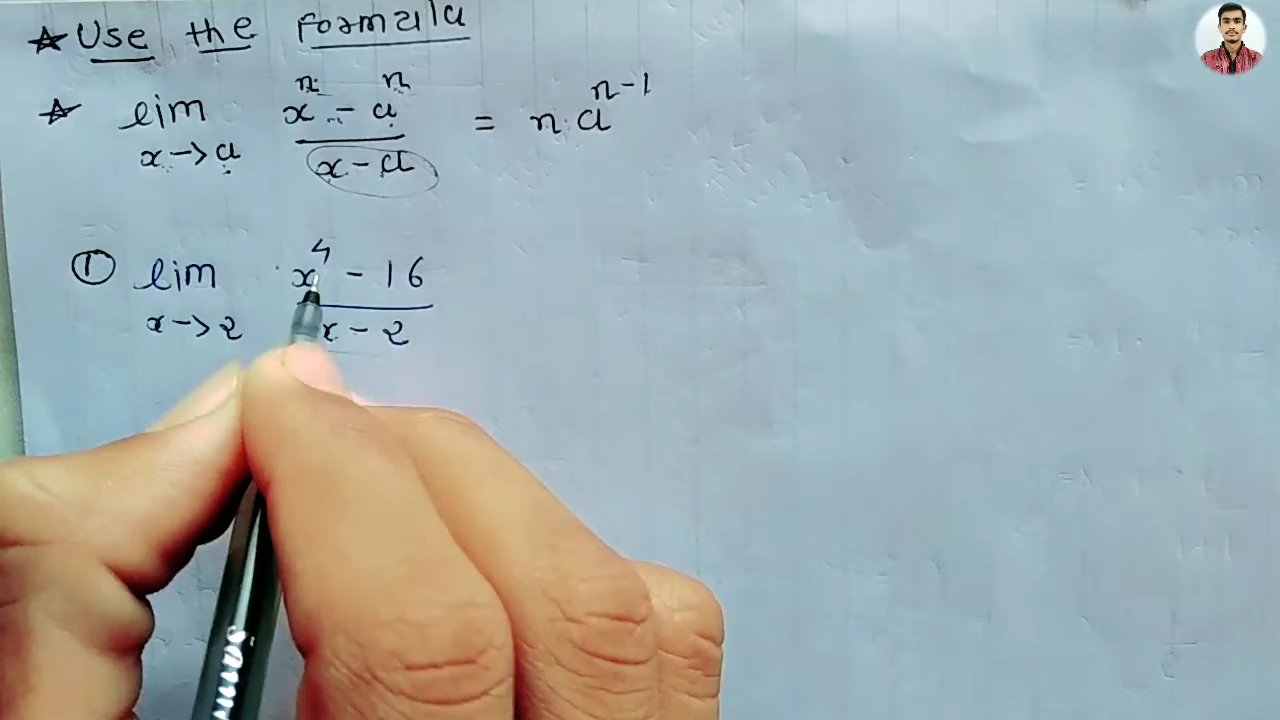 ★ Use the formula
★ lim x→a (xⁿ - aⁿ)/(x - a) = n.aⁿ⁻¹
① lim x→2 (x⁴ - 16)/(x - 2)